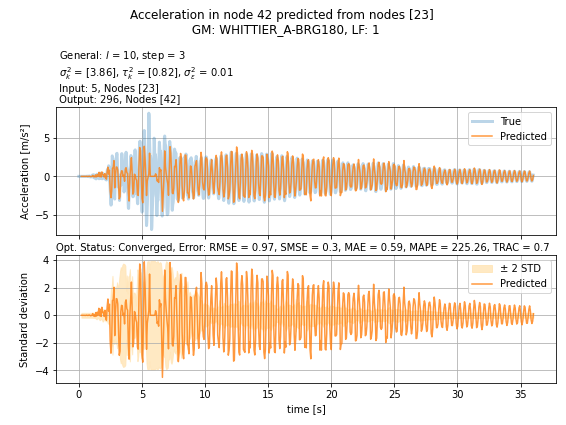 Acceleration in node 42 predicted from nodes [23]
GM: WHITTIER_A-BRG180, LF: 1
General: l = 10, step = 3
σ²ₖ = [3.86], τ²ₖ = [0.82], σ²ε = 0.01
Input: 5, Nodes [23]
Output: 296, Nodes [42]
True
Predicted
Acceleration [m/s²]
5
0
−5
Opt. Status: Converged, Error: RMSE = 0.97, SMSE = 0.3, MAE = 0.59, MAPE = 225.26, TRAC = 0.7
± 2 STD
Predicted
Standard deviation
4
2
0
−2
−4
0 5 10 15 20 25 30 35
time [s]